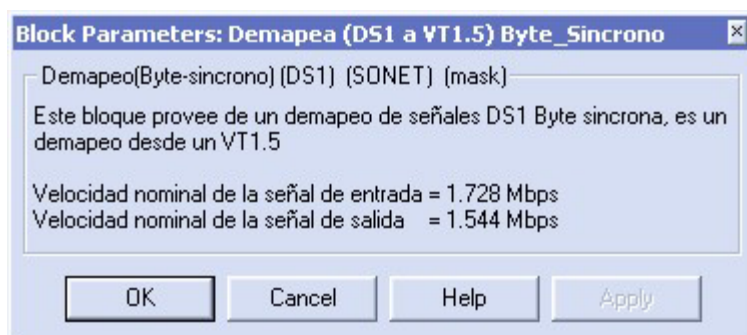 Block Parameters: Demapea (DS1 a VT1.5) Byte_Sincrono
Demapeo(Byte-sincrono) (DS1) (SONET) (mask)
Este bloque provee de un demapeo de señales DS1 Byte sincrona, es un
demapeo desde un VT1.5
Velocidad nominal de la señal de entrada = 1.728 Mbps
Velocidad nominal de la señal de salida = 1.544 Mbps
OK Cancel Help Apply